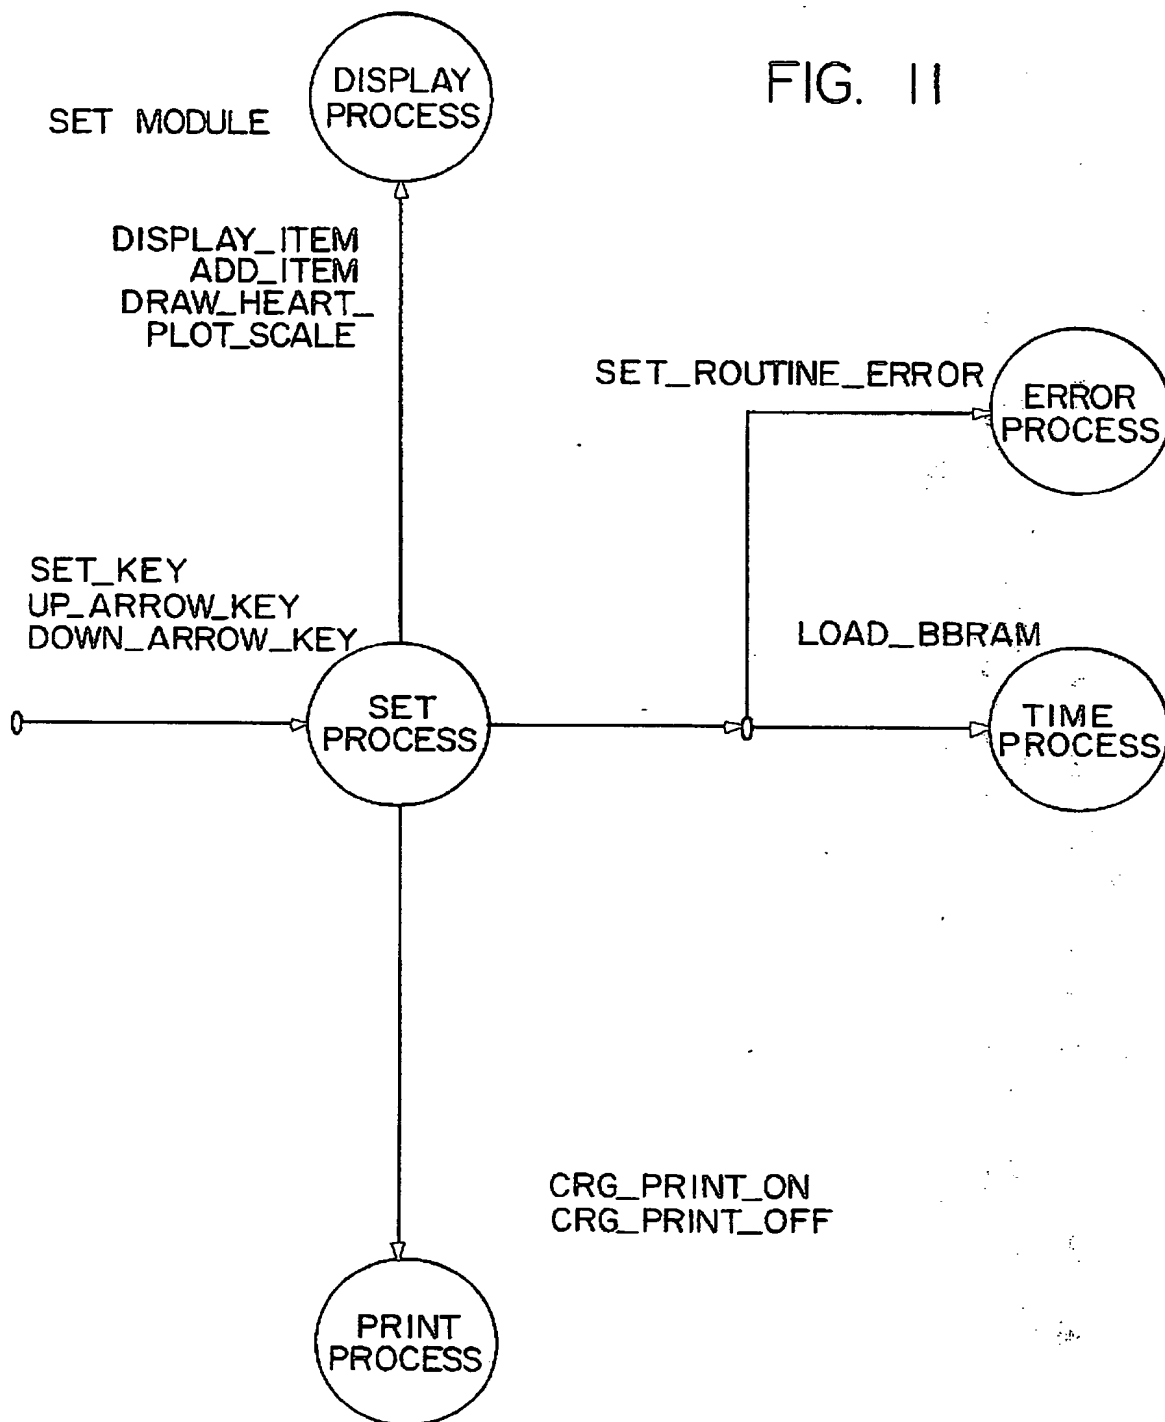 FIG. 11
SET MODULE
DISPLAY
PROCESS
DISPLAY_ITEM
ADD_ITEM
DRAW_HEART_
PLOT_SCALE
SET_ROUTINE_ERROR
ERROR
PROCESS
SET_KEY
UP_ARROW_KEY
DOWN_ARROW_KEY
SET
PROCESS
LOAD_BBRAM
TIME
PROCESS
CRG_PRINT_ON
CRG_PRINT_OFF
PRINT
PROCESS